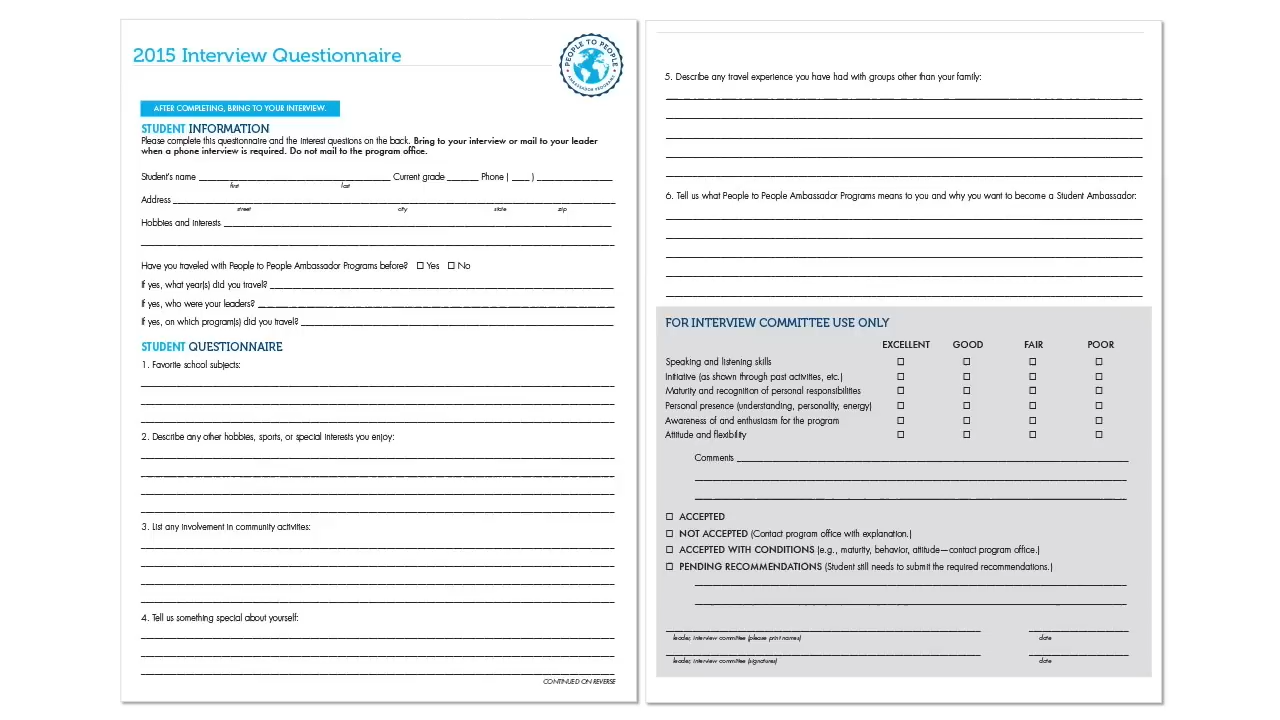 2015 Interview Questionnaire
PEOPLE TO PEOPLE
AMBASSADOR PROGRAMS
AFTER COMPLETING, BRING TO YOUR INTERVIEW.
STUDENT INFORMATION
Please complete this questionnaire and the interest questions on the back. Bring to your interview or mail to your leader
when a phone interview is required. Do not mail to the program office.
Student's name Current grade Phone ( )
first last
Address
street city state zip
Hobbies and interests
Have you traveled with People to People Ambassador Programs before? ☐ Yes ☐ No
If yes, what year(s) did you travel?
If yes, who were your leaders?
If yes, on which program(s) did you travel?
STUDENT QUESTIONNAIRE
1. Favorite school subjects:
2. Describe any other hobbies, sports, or special interests you enjoy:
3. List any involvement in community activities:
4. Tell us something special about yourself:
CONTINUED ON REVERSE
5. Describe any travel experience you have had with groups other than your family:
6. Tell us what People to People Ambassador Programs means to you and why you want to become a Student Ambassador:
FOR INTERVIEW COMMITTEE USE ONLY
EXCELLENT GOOD FAIR POOR
Speaking and listening skills ☐ ☐ ☐ ☐
Initiative (as shown through past activities, etc.) ☐ ☐ ☐ ☐
Maturity and recognition of personal responsibilities ☐ ☐ ☐ ☐
Personal presence (understanding, personality, energy) ☐ ☐ ☐ ☐
Awareness of and enthusiasm for the program ☐ ☐ ☐ ☐
Attitude and flexibility ☐ ☐ ☐ ☐
Comments
☐ ACCEPTED
☐ NOT ACCEPTED (Contact program office with explanation.)
☐ ACCEPTED WITH CONDITIONS (e.g., maturity, behavior, attitude—contact program office.)
☐ PENDING RECOMMENDATIONS (Student still needs to submit the required recommendations.)
leader, interview committee (please print names) date
leader, interview committee (signatures) date